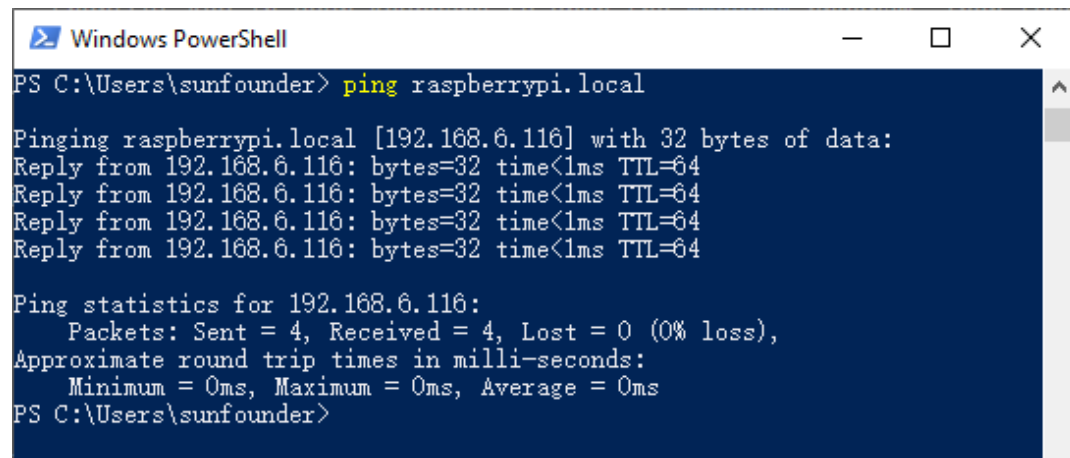 Windows PowerShell
PS C:\Users\sunfounder> ping raspberrypi.local
Pinging raspberrypi.local [192.168.6.116] with 32 bytes of data:
Reply from 192.168.6.116: bytes=32 time<1ms TTL=64
Reply from 192.168.6.116: bytes=32 time<1ms TTL=64
Reply from 192.168.6.116: bytes=32 time<1ms TTL=64
Reply from 192.168.6.116: bytes=32 time<1ms TTL=64
Ping statistics for 192.168.6.116:
    Packets: Sent = 4, Received = 4, Lost = 0 (0% loss),
Approximate round trip times in milli-seconds:
    Minimum = 0ms, Maximum = 0ms, Average = 0ms
PS C:\Users\sunfounder>